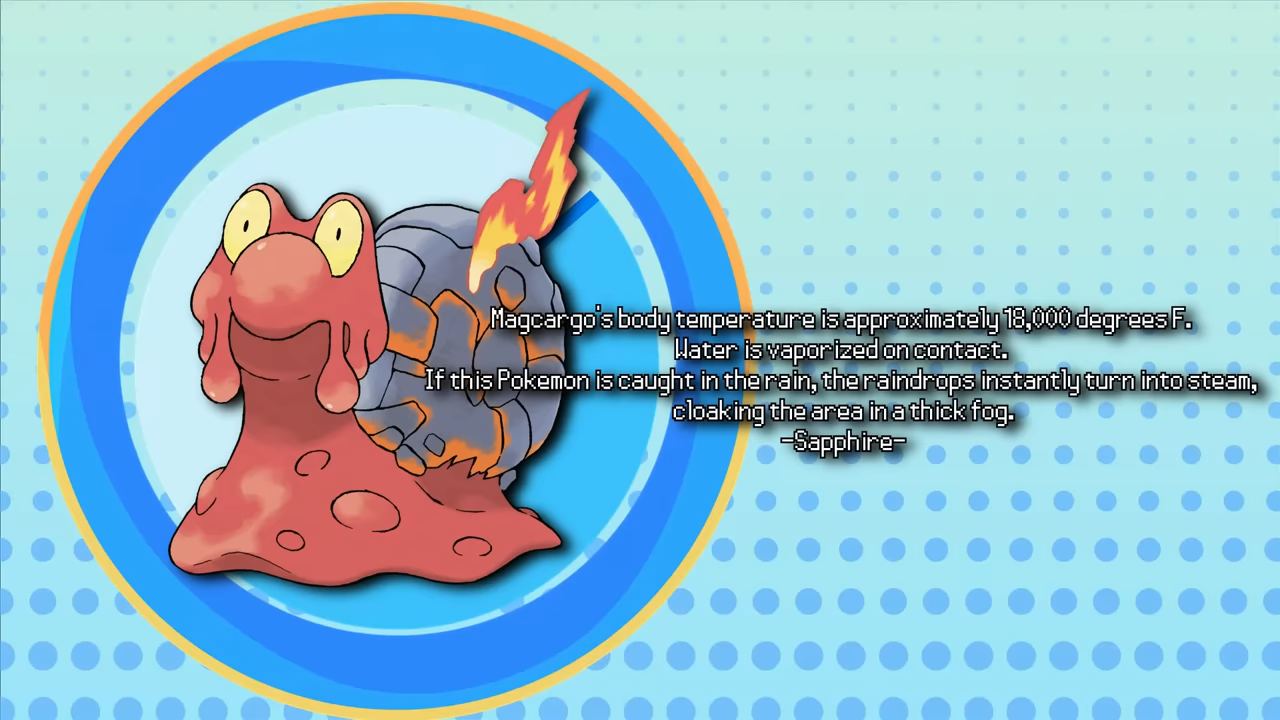 Magcargo's body temperature is approximately 18,000 degrees F.
Water is vaporized on contact.
If this Pokemon is caught in the rain, the raindrops instantly turn into steam,
cloaking the area in a thick fog.
-Sapphire-